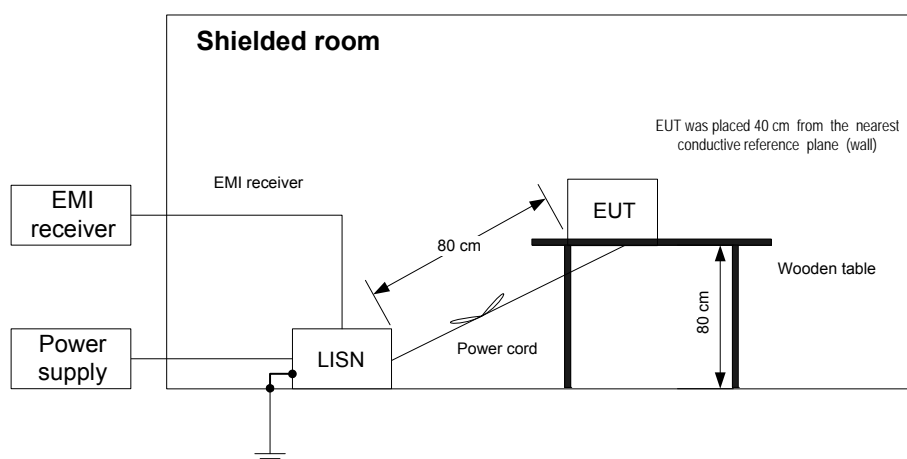 Shielded room
EUT was placed 40 cm from the nearest
conductive reference plane (wall)
EMI receiver
EMI
receiver
EUT
80 cm
Wooden table
80 cm
Power cord
Power
supply
LISN